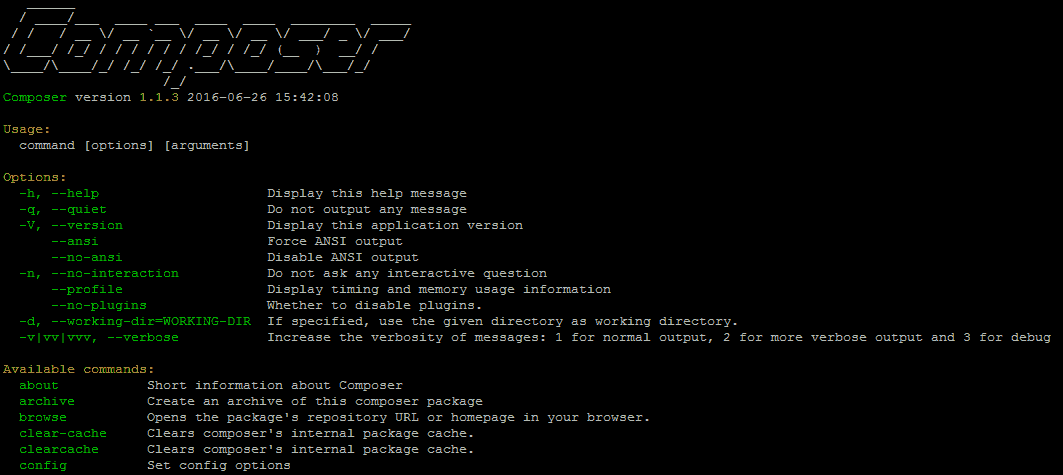 Composer
Composer version 1.1.3 2016-06-26 15:42:08
Usage:
command [options] [arguments]
Options:
-h, --help Display this help message
-q, --quiet Do not output any message
-V, --version Display this application version
--ansi Force ANSI output
--no-ansi Disable ANSI output
-n, --no-interaction Do not ask any interactive question
--profile Display timing and memory usage information
--no-plugins Whether to disable plugins.
-d, --working-dir=WORKING-DIR If specified, use the given directory as working directory.
-v|vv|vvv, --verbose Increase the verbosity of messages: 1 for normal output, 2 for more verbose output and 3 for debug
Available commands:
about Short information about Composer
archive Create an archive of this composer package
browse Opens the package's repository URL or homepage in your browser.
clear-cache Clears composer's internal package cache.
clearcache Clears composer's internal package cache.
config Set config options